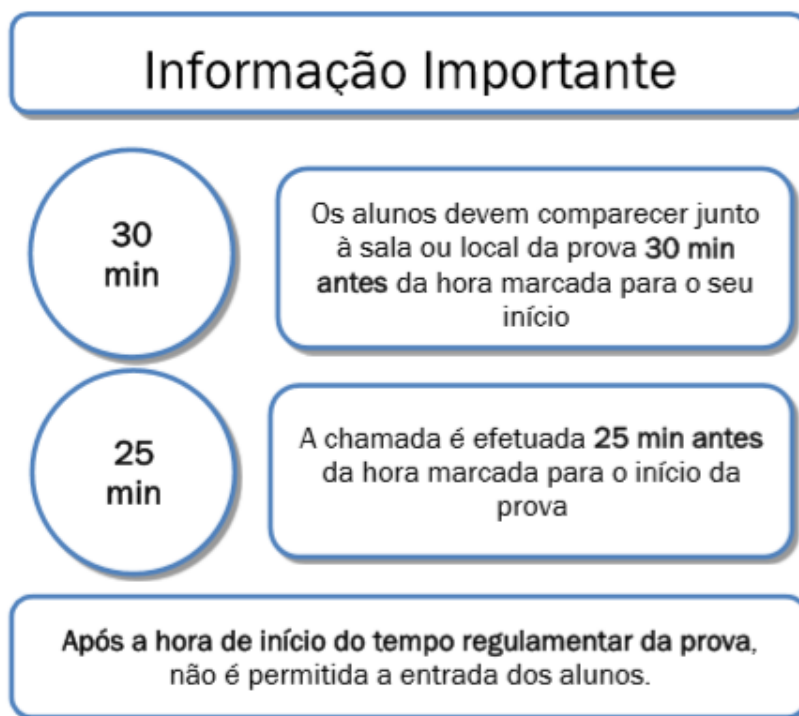 Informação Importante
30
min
Os alunos devem comparecer junto
à sala ou local da prova 30 min
antes da hora marcada para o seu
início
25
min
A chamada é efetuada 25 min antes
da hora marcada para o início da
prova
Após a hora de início do tempo regulamentar da prova,
não é permitida a entrada dos alunos.